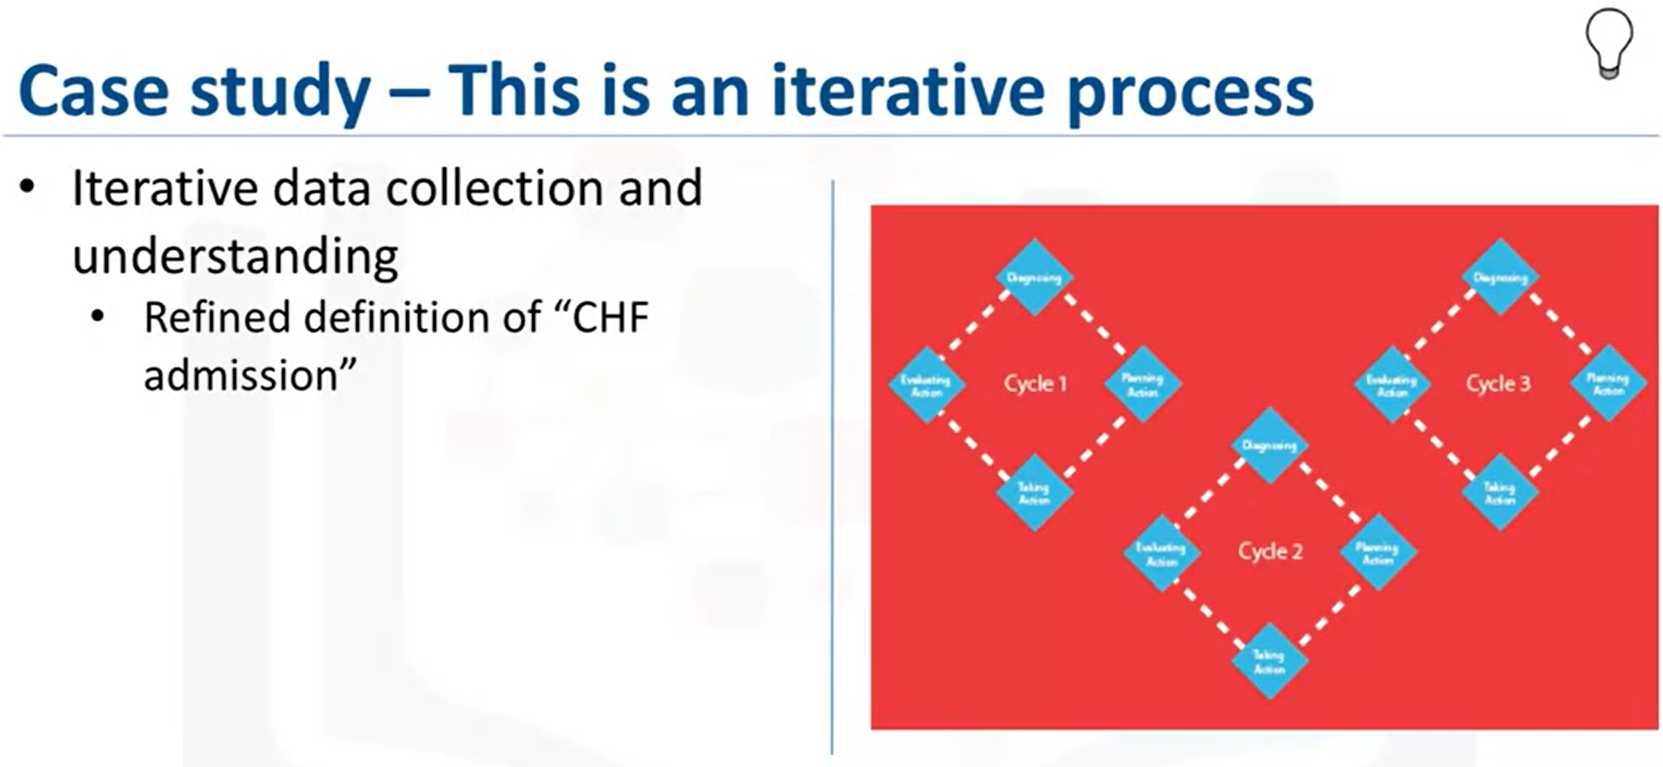 Case study – This is an iterative process
• Iterative data collection and
understanding
• Refined definition of “CHF
admission”
Diagnosing
Evaluating
Action
Cycle 1
Planning
Action
Taking
Action
Diagnosing
Evaluating
Action
Cycle 2
Planning
Action
Taking
Action
Diagnosing
Evaluating
Action
Cycle 3
Planning
Action
Taking
Action